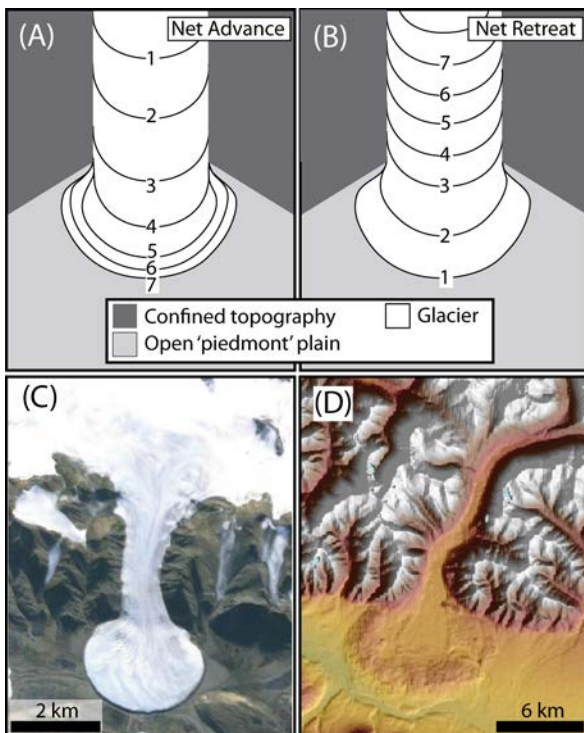 (A)
Net Advance
1
2
3
4
5
6
7
(B)
Net Retreat
7
6
5
4
3
2
1
Confined topography
Glacier
Open 'piedmont' plain
(C)
2 km
(D)
6 km